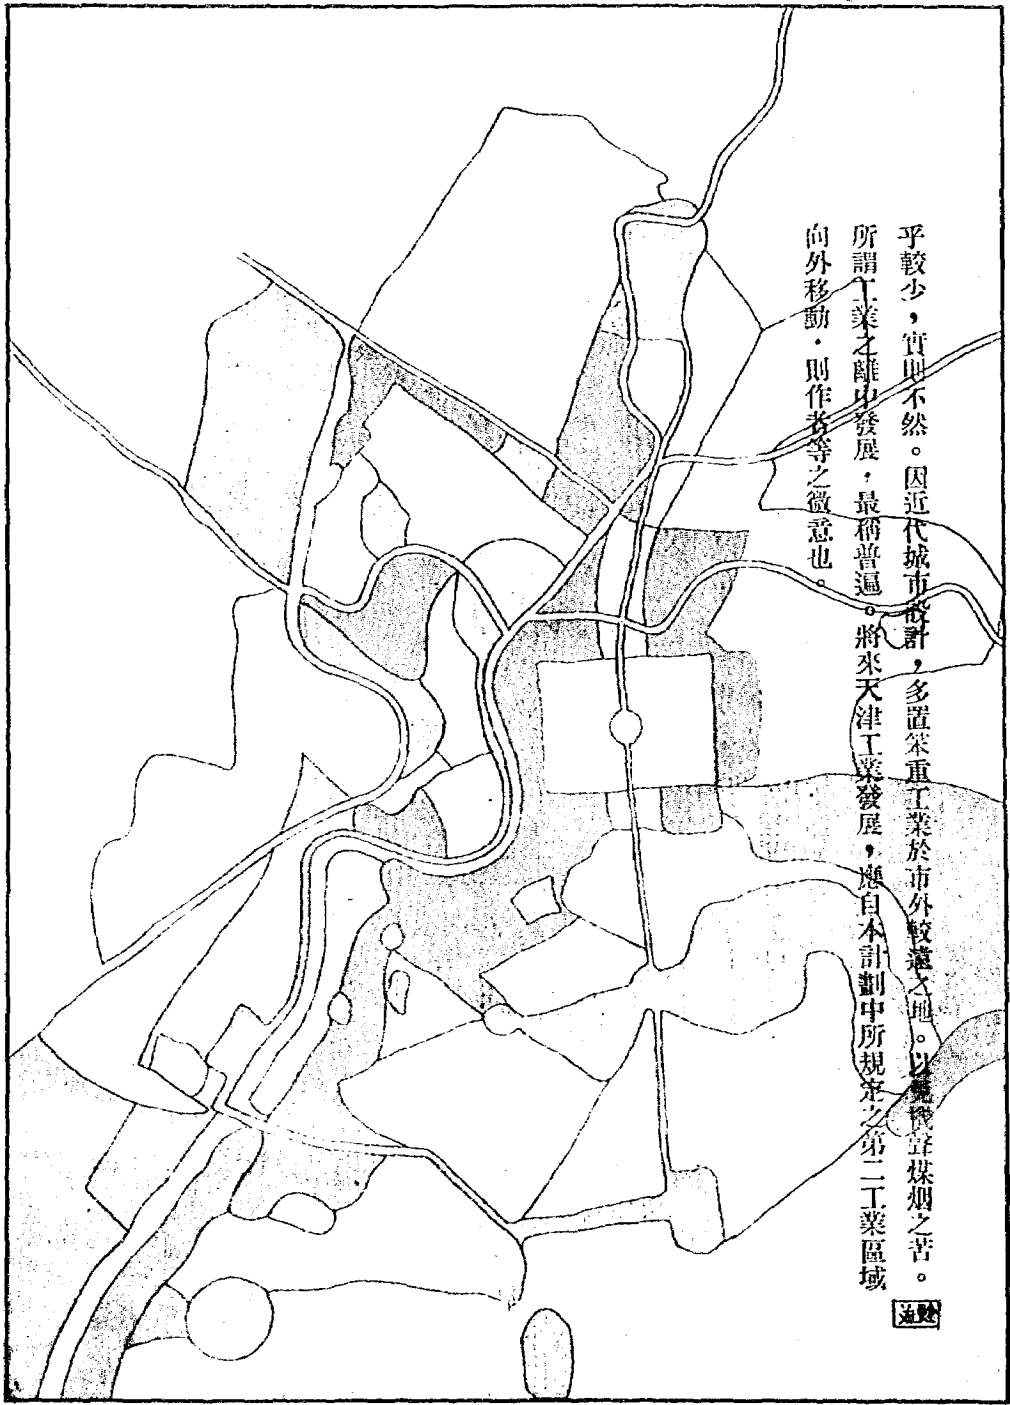 乎較少，實則不然。因近代城市設計，多置笨重工業於市外較遠之地。以免機聲煤烟之苦。
所謂工業之離中發展，最稱普遍。將來天津工業發展，應自本計劃中所規定之第二工業區域
向外移動，則作者等之微意也。